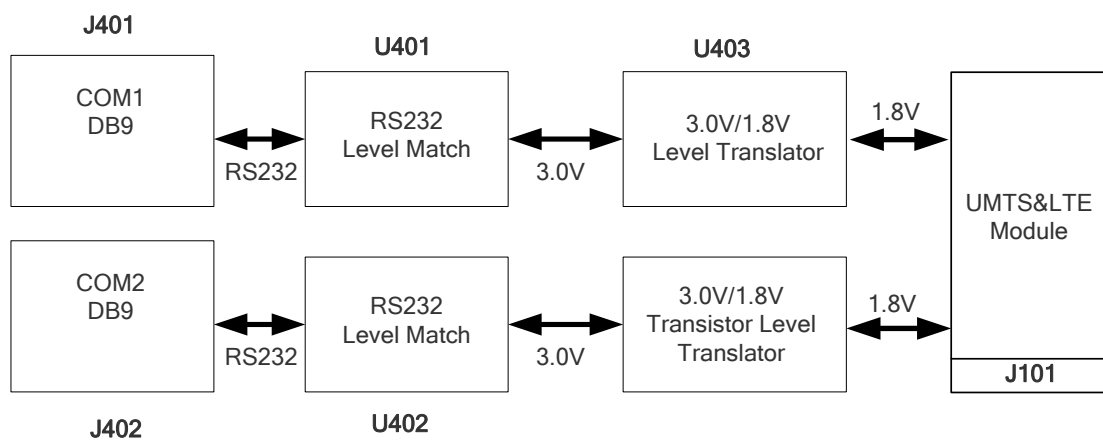 J401
U401
U403
COM1
DB9
RS232
RS232
Level Match
3.0V
3.0V/1.8V
Level Translator
1.8V
UMTS&LTE
Module
COM2
DB9
RS232
RS232
Level Match
3.0V
3.0V/1.8V
Transistor Level
Translator
1.8V
J101
J402
U402